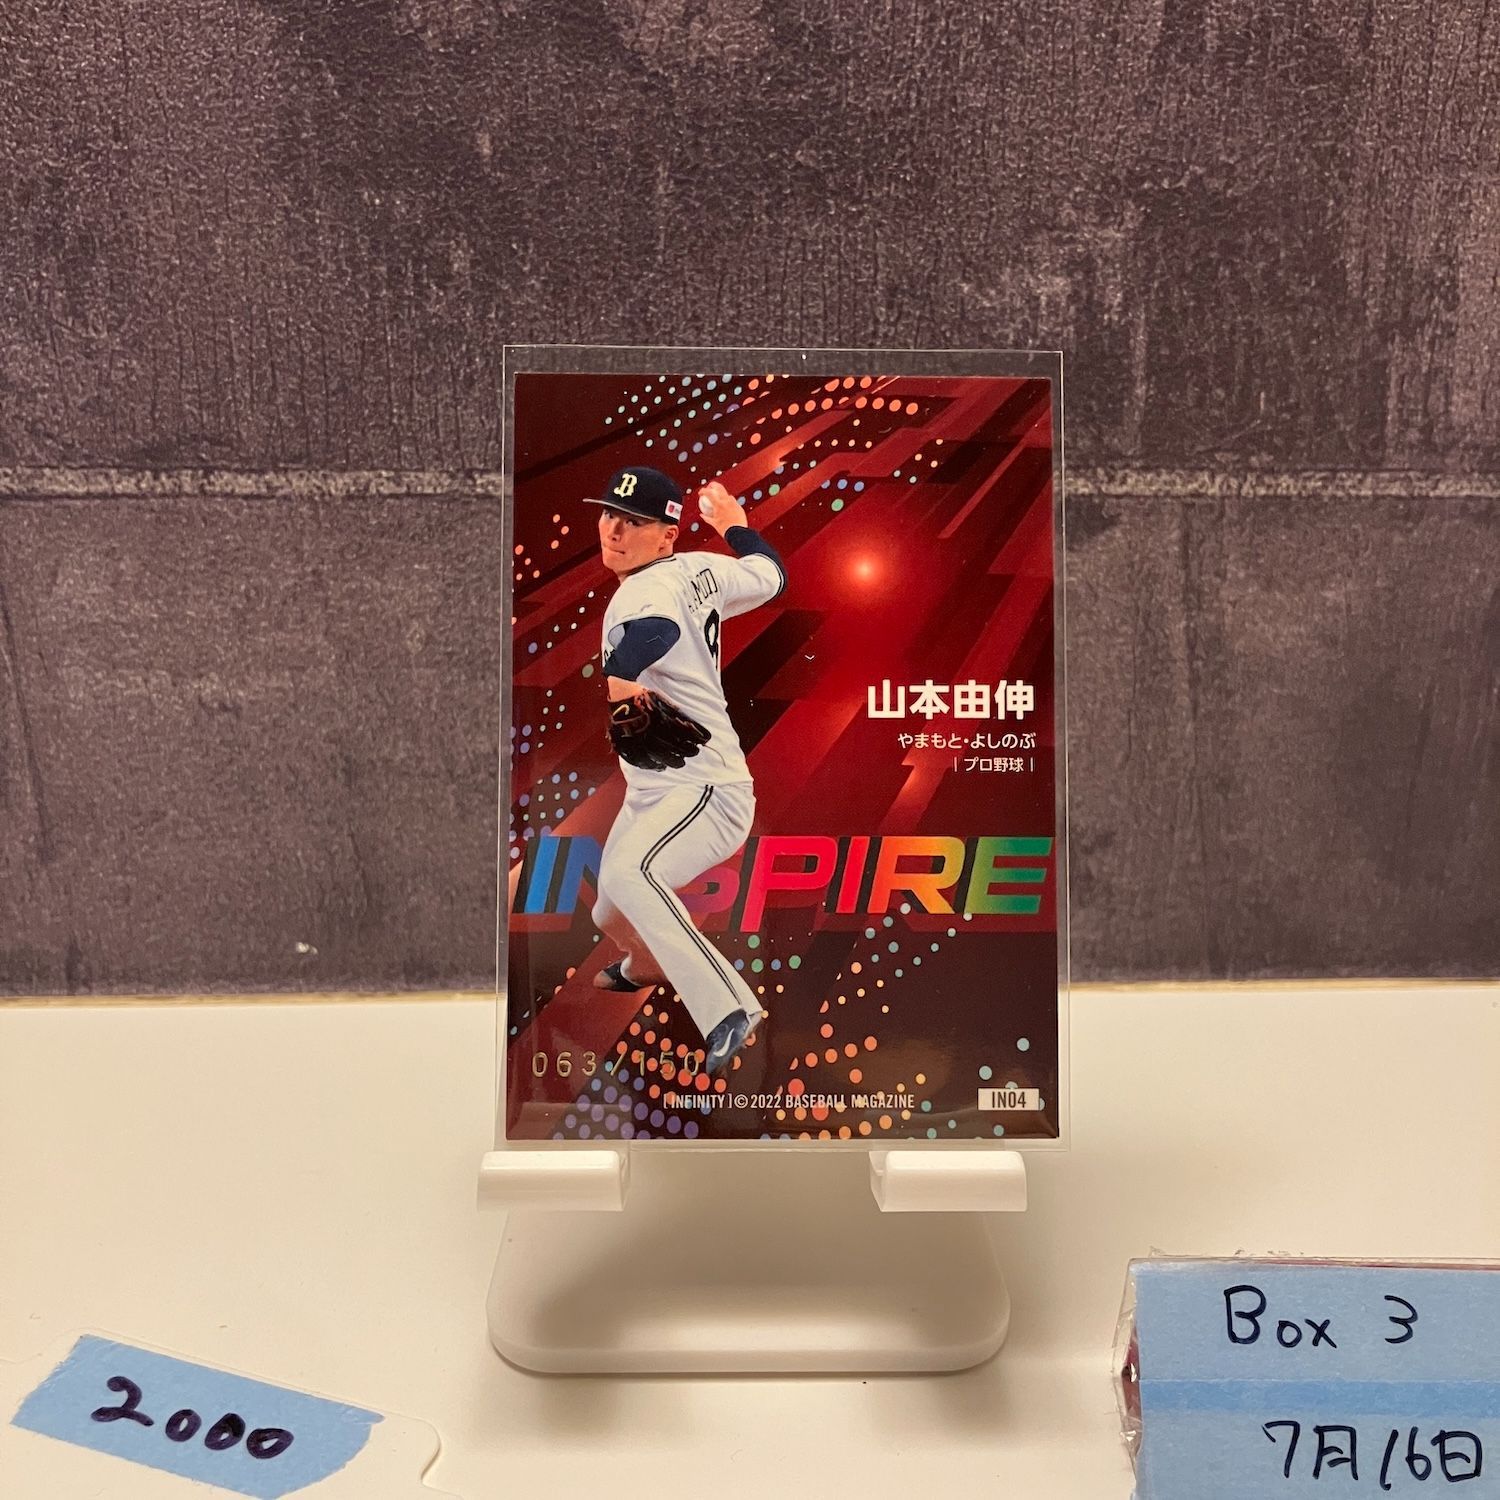 B
山本由伸
やまもと・よしのぶ
| プロ野球 |
INSPIRE
063/150
[INFINITY]©2022 BASEBALL MAGAZINE
IN04
2000
Box 3
7月16日